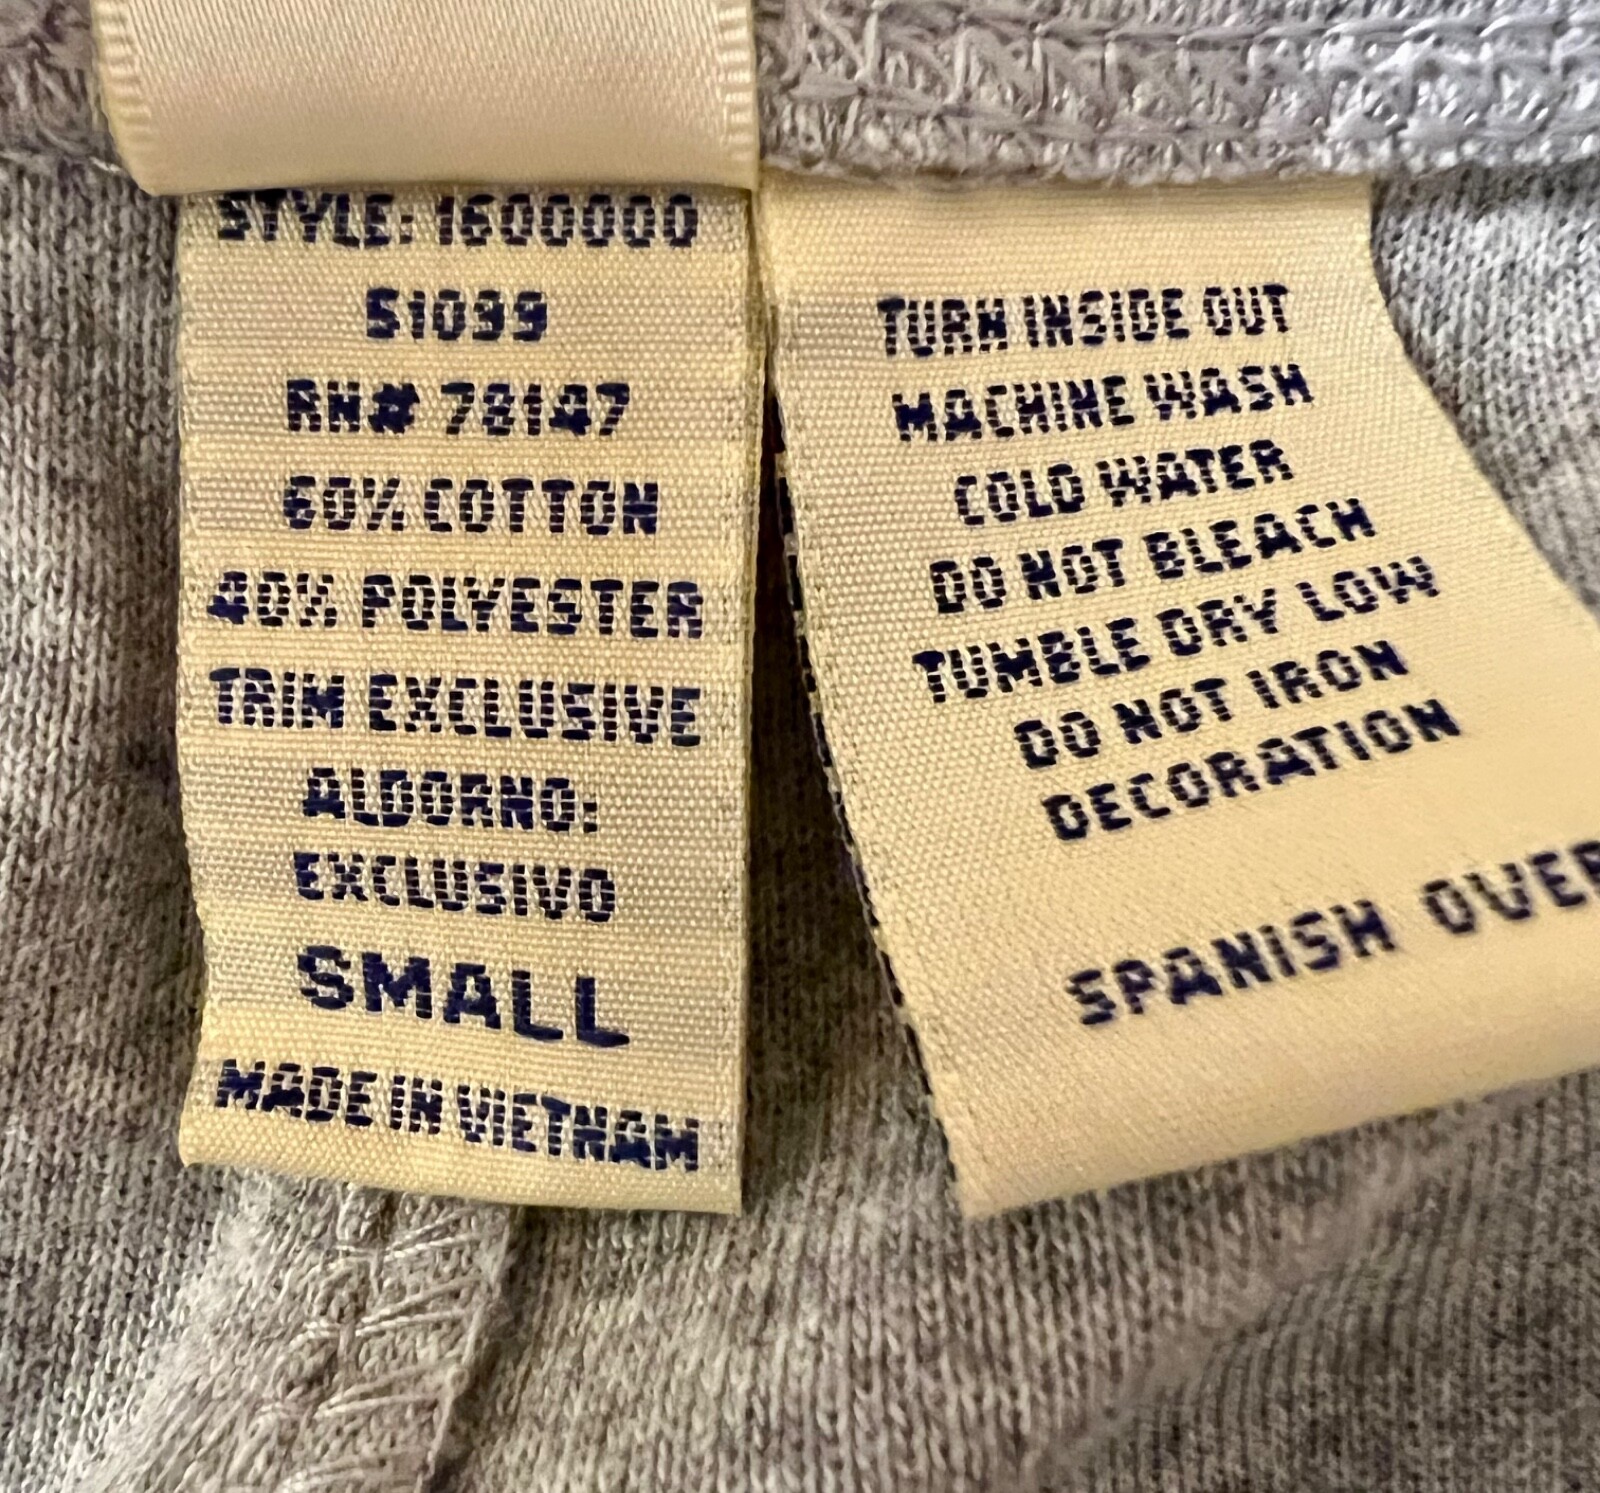 STYLE: 1600000
51099
RN# 78147
60% COTTON
40% POLYESTER
TRIM EXCLUSIVE
ALDORNO:
EXCLUSIVO
SMALL
MADE IN VIETNAM
TURN INSIDE OUT
MACHINE WASH
COLD WATER
DO NOT BLEACH
TUMBLE DRY LOW
DO NOT IRON
DECORATION
SPANISH OVER